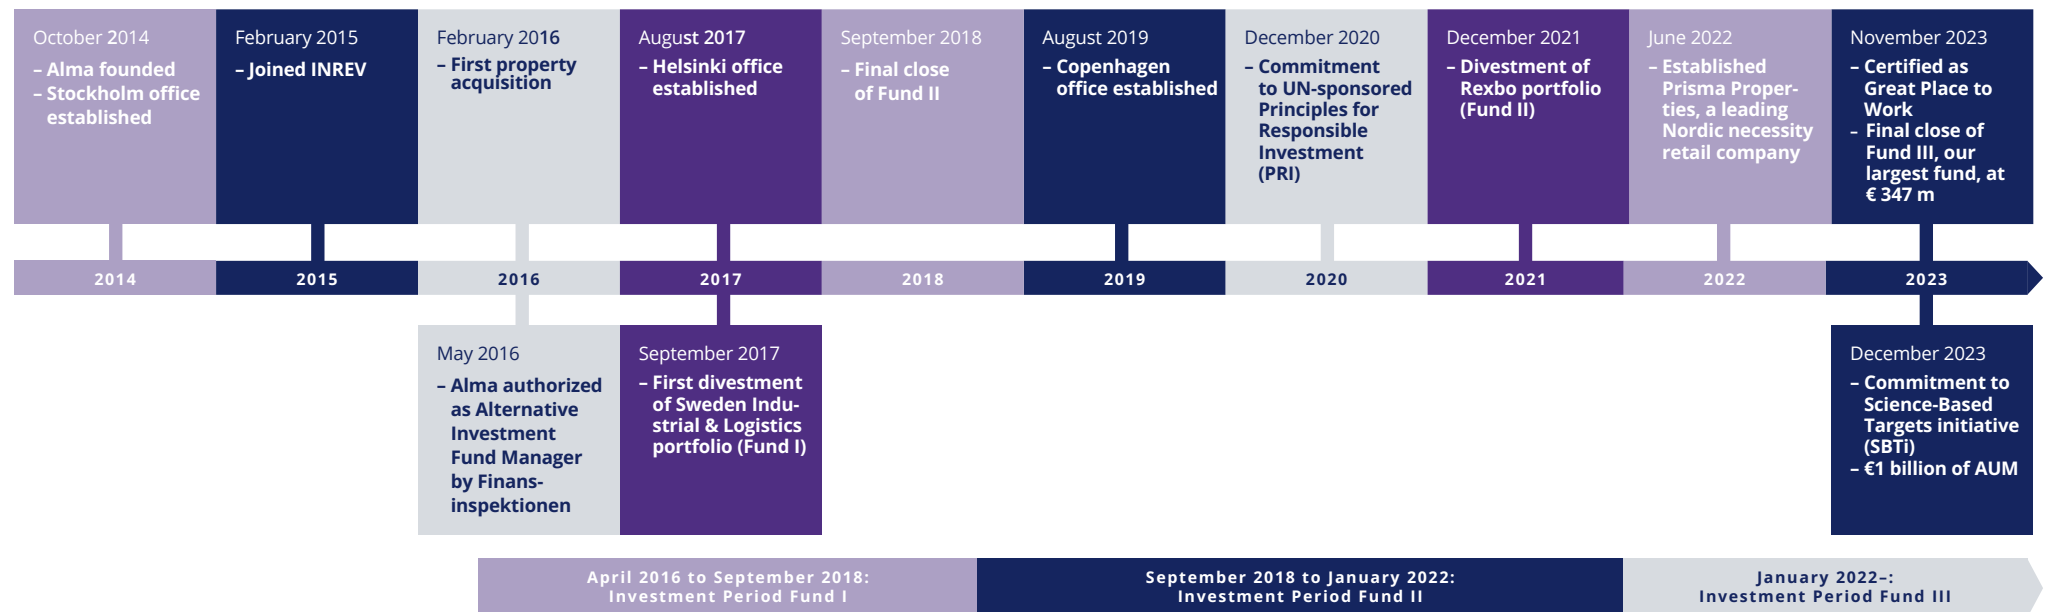 October 2014
– Alma founded
– Stockholm office
established
February 2015
– Joined INREV
February 2016
– First property
acquisition
August 2017
– Helsinki office
established
September 2018
– Final close
of Fund II
August 2019
– Copenhagen
office established
December 2020
– Commitment
to UN-sponsored
Principles for
Responsible
Investment
(PRI)
December 2021
– Divestment of
Rexbo portfolio
(Fund II)
June 2022
– Established
Prisma Proper-
ties, a leading
Nordic necessity
retail company
November 2023
– Certified as
Great Place to
Work
– Final close of
Fund III, our
largest fund, at
€ 347 m
2014
2015
2016
2017
2018
2019
2020
2021
2022
2023
May 2016
– Alma authorized
as Alternative
Investment
Fund Manager
by Finans-
inspektionen
September 2017
– First divestment
of Sweden Indu-
strial & Logistics
portfolio (Fund I)
December 2023
– Commitment to
Science-Based
Targets initiative
(SBTi)
– €1 billion of AUM
April 2016 to September 2018:
Investment Period Fund I
September 2018 to January 2022:
Investment Period Fund II
January 2022–:
Investment Period Fund III